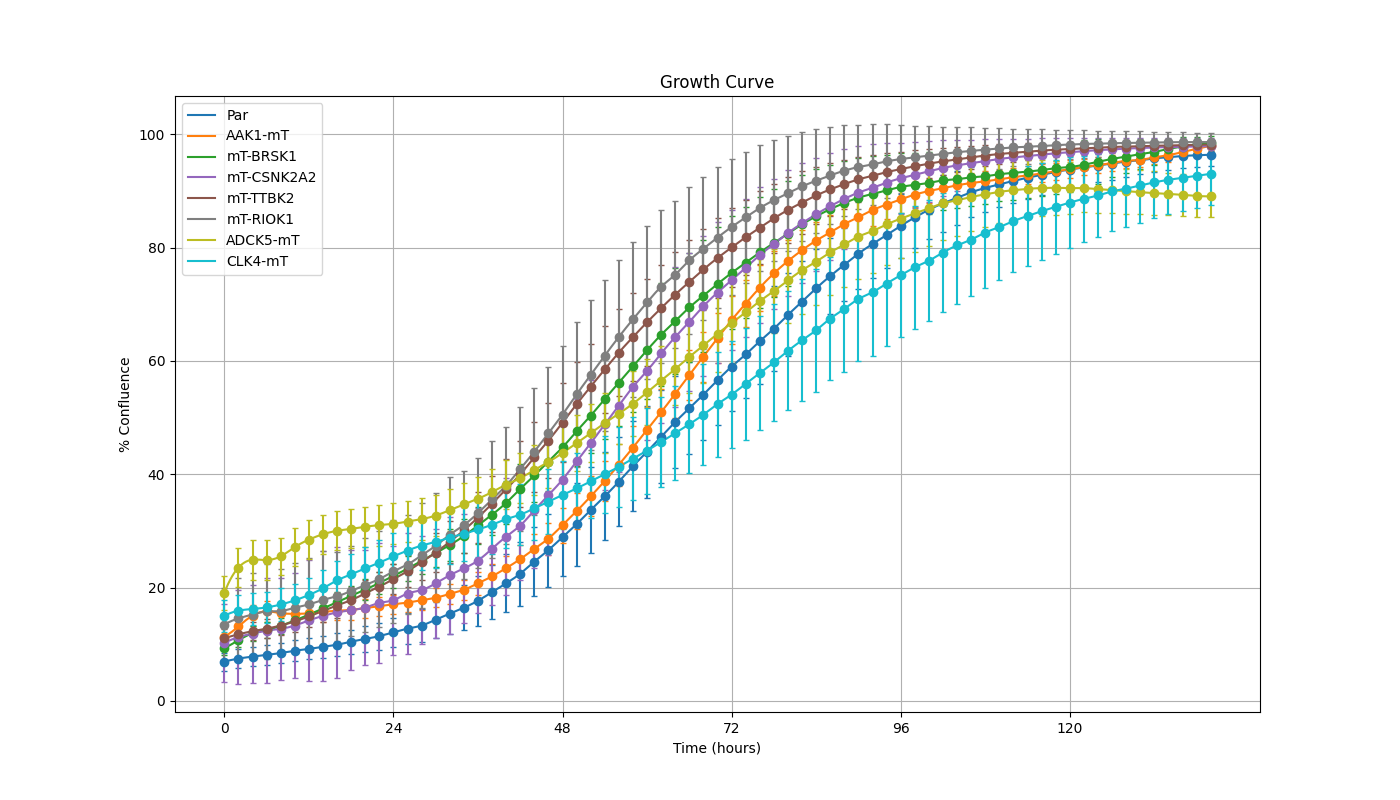 Growth Curve
Par
AAK1-mT
mT-BRSK1
mT-CSNK2A2
mT-TTBK2
mT-RIOK1
ADCK5-mT
CLK4-mT
100
80
60
40
20
0
% Confluence
0 24 48 72 96 120
Time (hours)